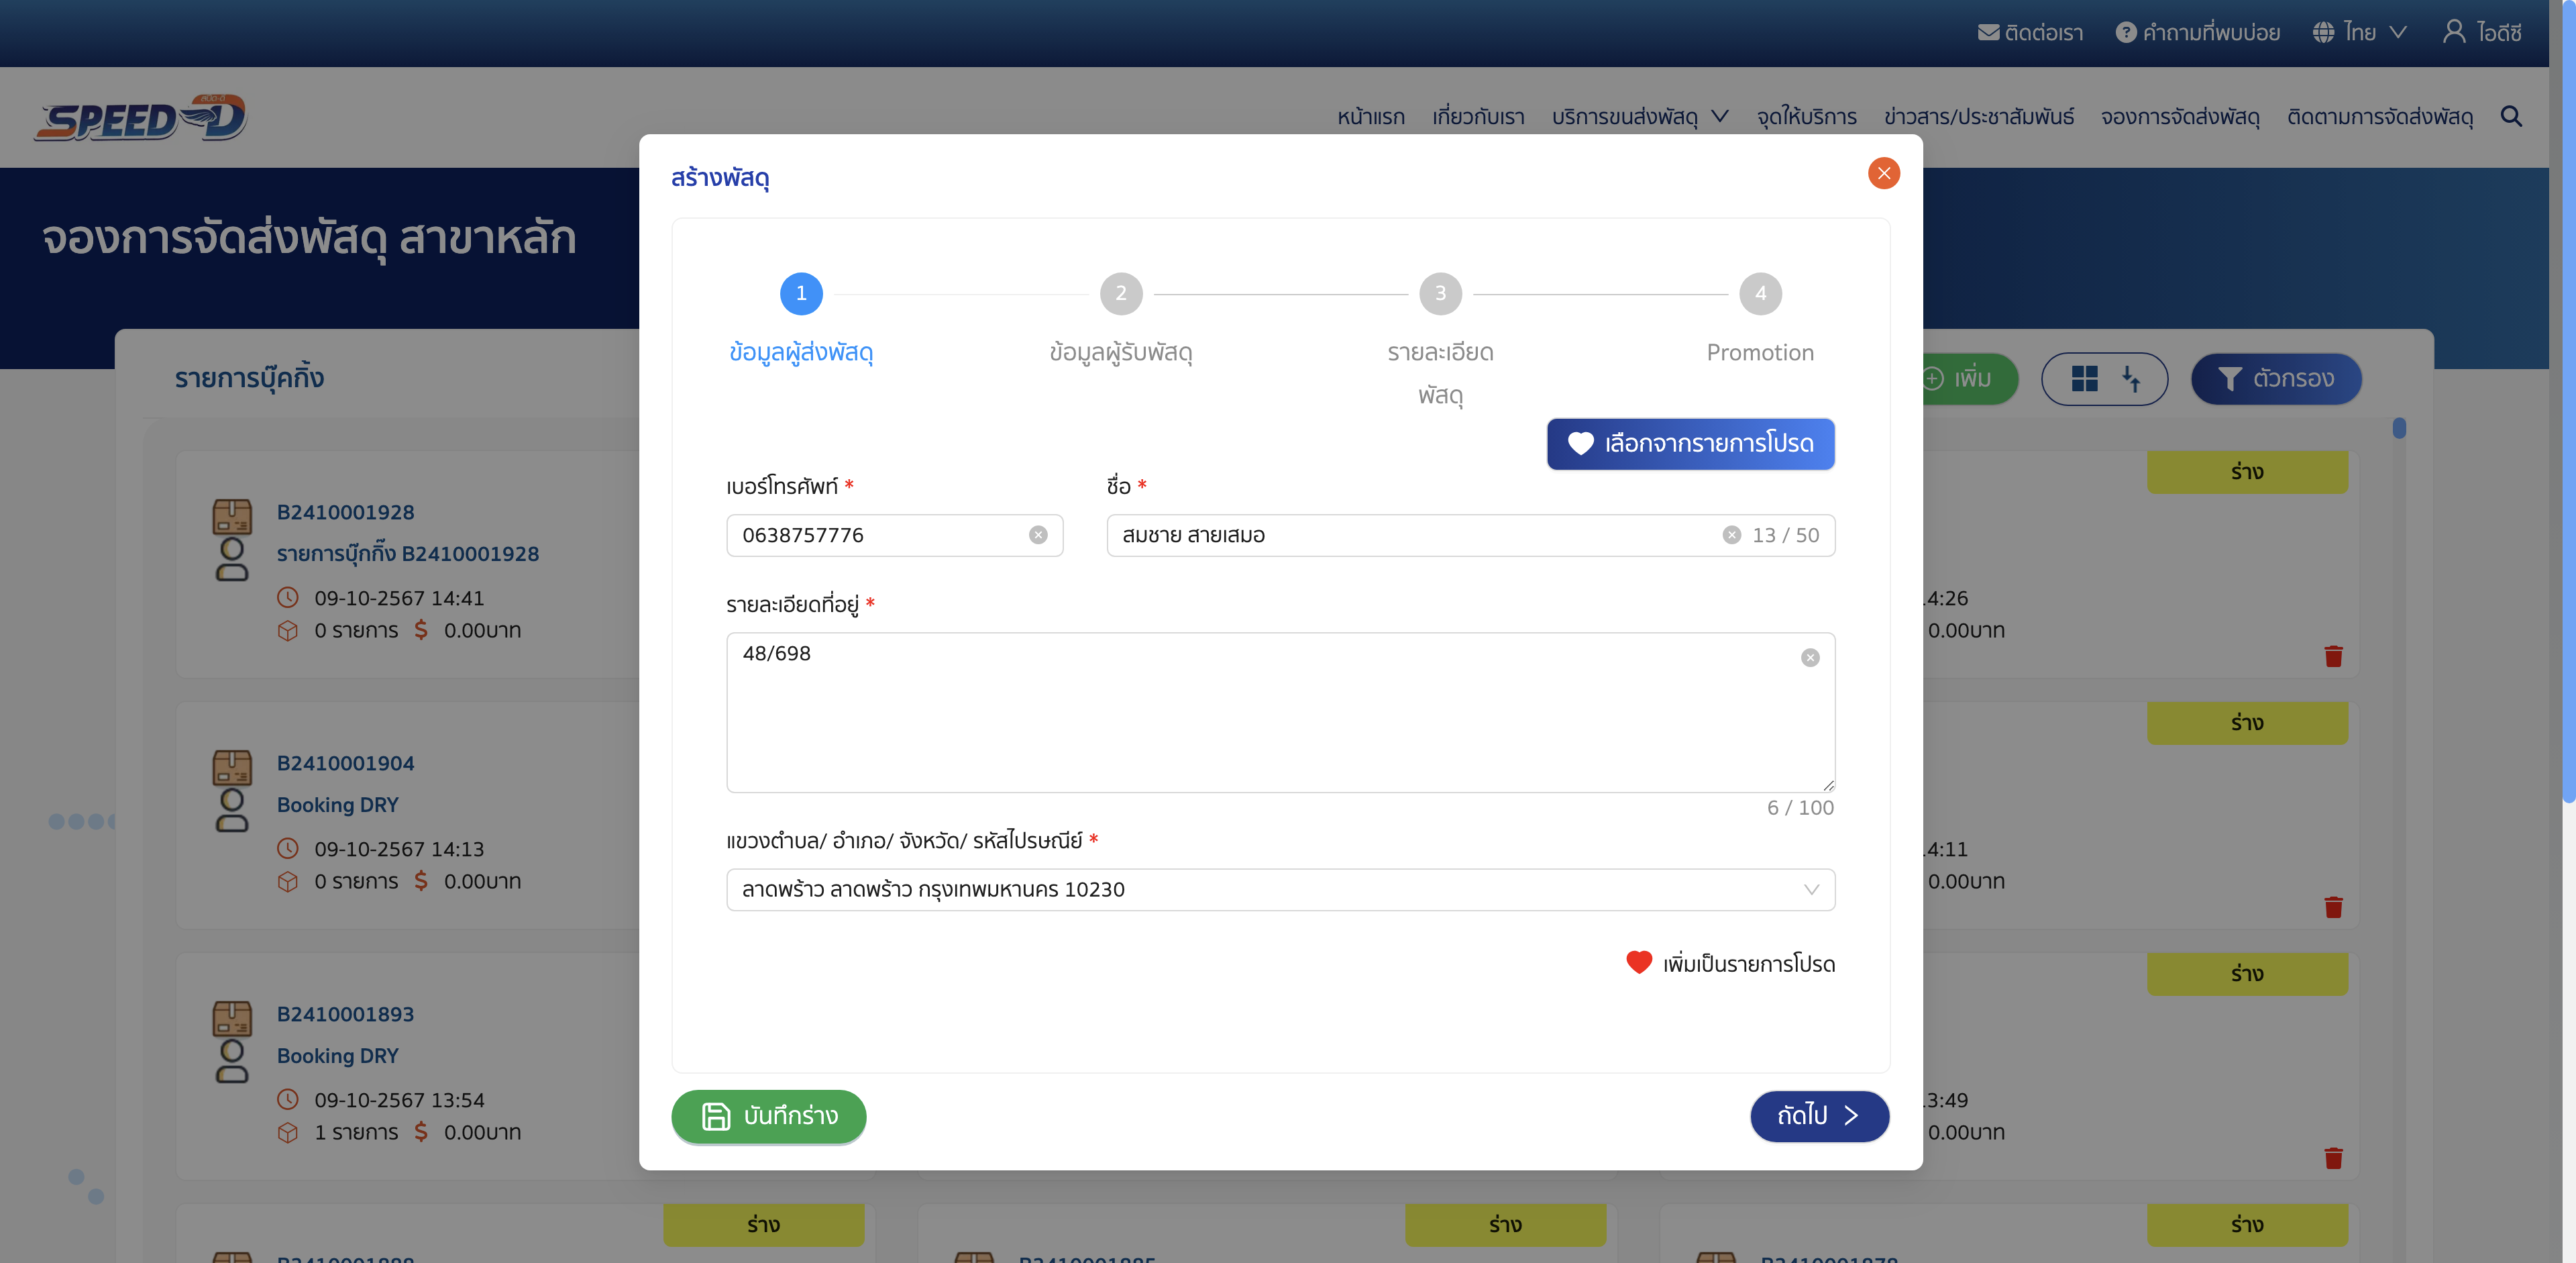 ติดต่อเรา คำถามที่พบบ่อย ไทย ไอดีซี
SPEED-D สปีด-ดี
หน้าแรก เกี่ยวกับเรา บริการขนส่งพัสดุ จุดให้บริการ ข่าวสาร/ประชาสัมพันธ์ จองการจัดส่งพัสดุ ติดตามการจัดส่งพัสดุ
จองการจัดส่งพัสดุ สาขาหลัก
รายการบุ๊คกิ้ง
เพิ่ม ตัวกรอง
สร้างพัสดุ
1 2 3 4
ข้อมูลผู้ส่งพัสดุ ข้อมูลผู้รับพัสดุ รายละเอียด Promotion
พัสดุ
เลือกจากรายการโปรด
เบอร์โทรศัพท์ * ชื่อ *
0638757776 สมชาย สายเสมอ 13 / 50
รายละเอียดที่อยู่ *
48/698
6 / 100
แขวงตำบล/ อำเภอ/ จังหวัด/ รหัสไปรษณีย์ *
ลาดพร้าว ลาดพร้าว กรุงเทพมหานคร 10230
เพิ่มเป็นรายการโปรด
บันทึกร่าง ถัดไป
B2410001928
รายการบุ๊กกิ๊ง B2410001928
09-10-2567 14:41
0 รายการ $ 0.00บาท
ร่าง
4:26
0.00บาท
B2410001904
Booking DRY
09-10-2567 14:13
0 รายการ $ 0.00บาท
ร่าง
4:11
0.00บาท
B2410001893
Booking DRY
09-10-2567 13:54
1 รายการ $ 0.00บาท
ร่าง
3:49
0.00บาท
ร่าง ร่าง ร่าง